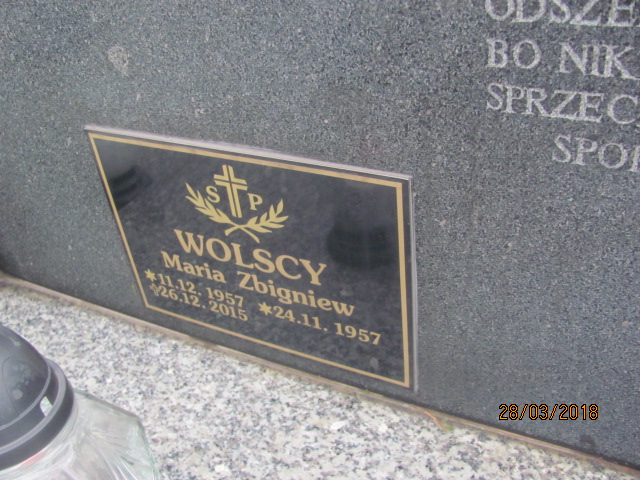 ODSZE
BO NIK
SPRZEC
SPO
S P
WOLSCY
Maria Zbigniew
*11.12.1957 *24.11.1957
✝26.12.2015
28/03/2018